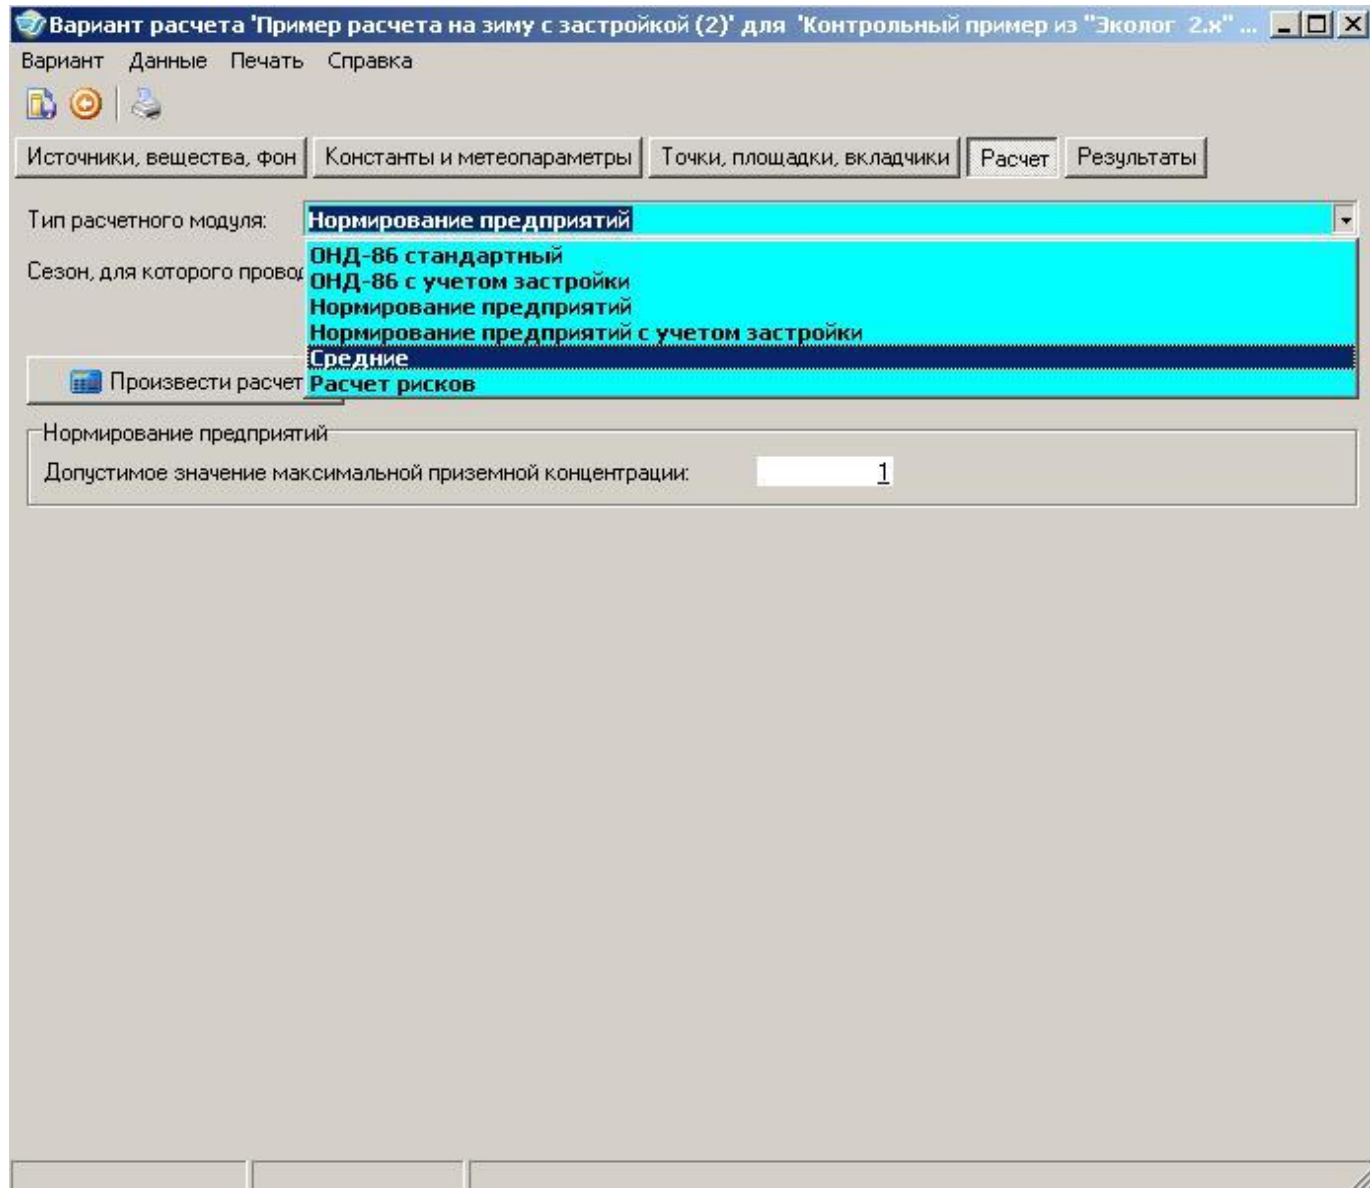 Вариант расчета 'Пример расчета на зиму с застройкой (2)' для 'Контрольный пример из "Эколог 2.x" ...
Вариант Данные Печать Справка
Источники, вещества, фон Константы и метеопараметры Точки, площадки, вкладчики Расчет Результаты
Тип расчетного модуля: Нормирование предприятий
ОНД-86 стандартный
Сезон, для которого провод
ОНД-86 с учетом застройки
Нормирование предприятий
Нормирование предприятий с учетом застройки
Средние
Произвести расчет Расчет рисков
Нормирование предприятий
Допустимое значение максимальной приземной концентрации: 1